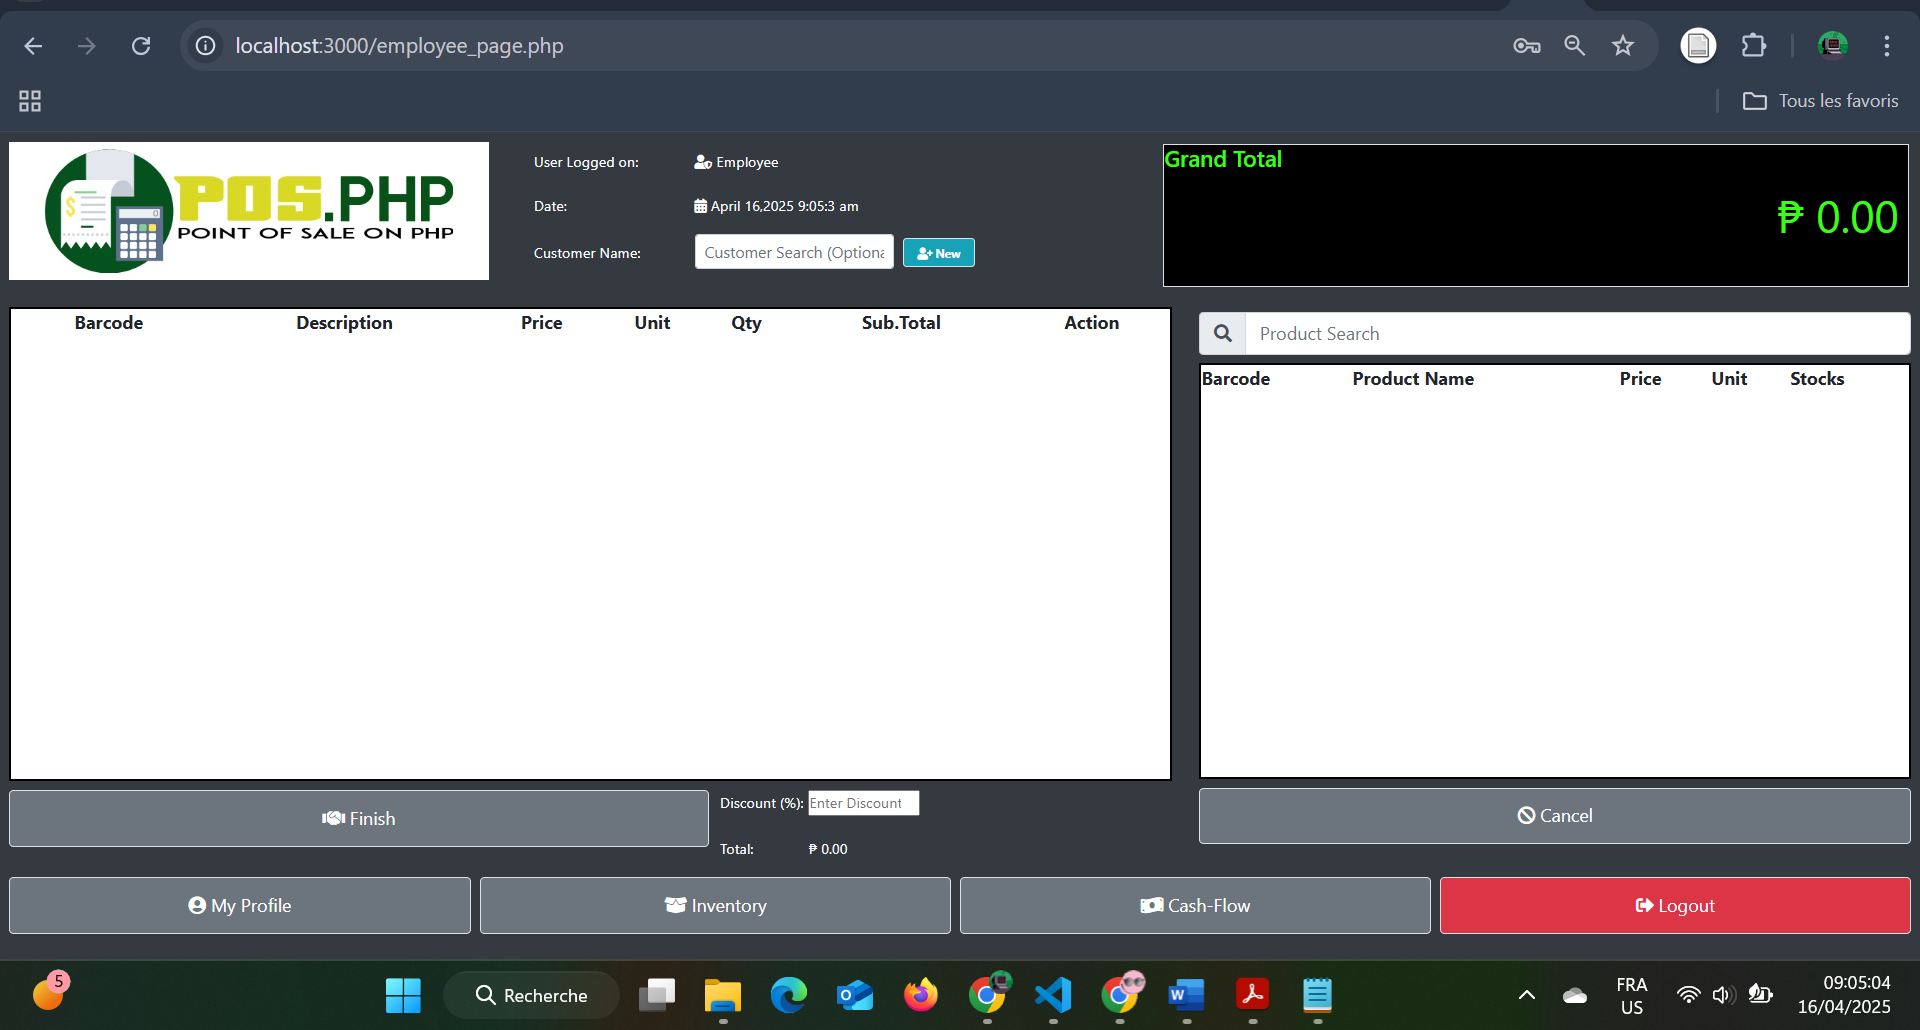 localhost:3000/employee_page.php
Tous les favoris
POS.PHP
POINT OF SALE ON PHP
User Logged on: Employee
Date: April 16,2025 9:05:3 am
Customer Name: Customer Search (Optiona New
Grand Total
₱ 0.00
Barcode Description Price Unit Qty Sub.Total Action
Product Search
Barcode Product Name Price Unit Stocks
Finish
Discount (%): Enter Discount
Total: ₱ 0.00
Cancel
My Profile
Inventory
Cash-Flow
Logout
5
Recherche
FRA
US
09:05:04
16/04/2025